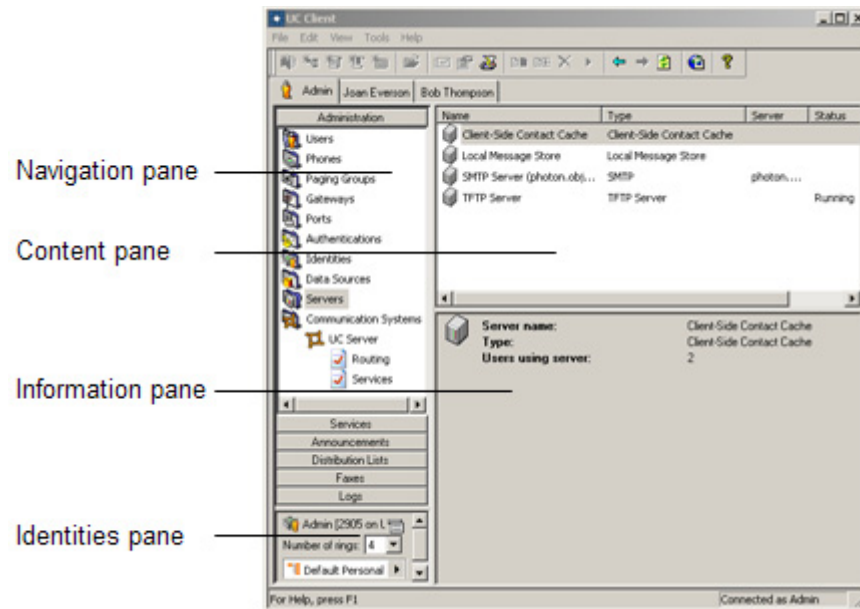 UC Client
File Edit View Tools Help
Admin Joan Everson Bob Thompson
Administration
Users
Phones
Paging Groups
Gateways
Ports
Authentications
Identities
Data Sources
Servers
Communication Systems
UC Server
Routing
Services
Services
Announcements
Distribution Lists
Faxes
Logs
Admin [2905 on
Number of rings: 4
Default Personal
Name Type Server Status
Client-Side Contact Cache Client-Side Contact Cache
Local Message Store Local Message Store
SMTP Server (photon.obj... SMTP photon....
TFTP Server TFTP Server Running
Server name: Client-Side Contact Cache
Type: Client-Side Contact Cache
Users using server: 2
For Help, press F1 Connected as Admin
Navigation pane
Content pane
Information pane
Identities pane